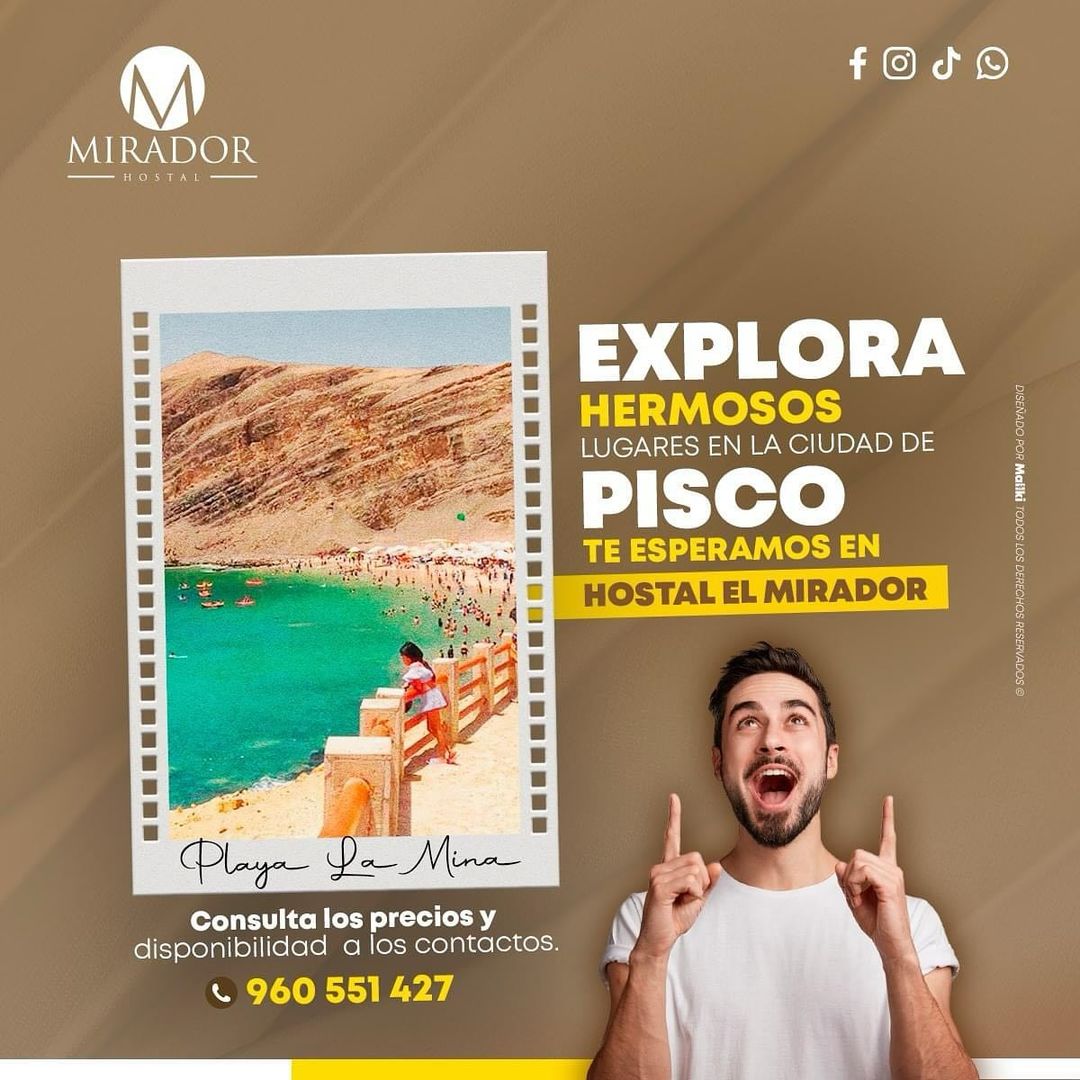 M
MIRADOR
HOSTAL
EXPLORA
HERMOSOS
LUGARES EN LA CIUDAD DE
PISCO
TE ESPERAMOS EN
HOSTAL EL MIRADOR
Playa La Mina
Consulta los precios y
disponibilidad a los contactos.
960 551 427
DISEÑADO POR Mailki TODOS LOS DERECHOS RESERVADOS ©